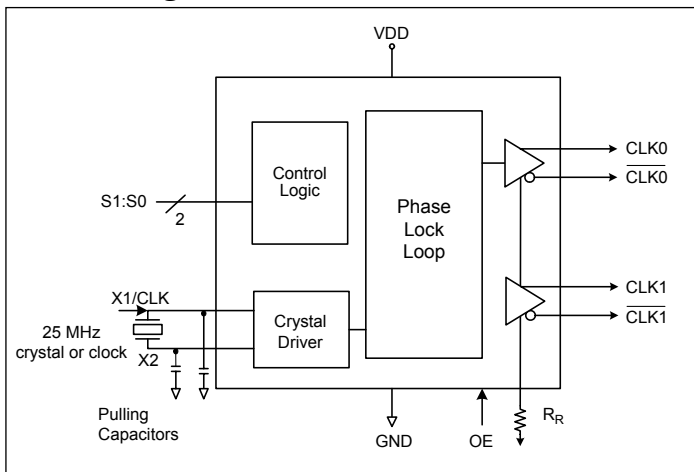 VDD
CLK0
CLK0
Control
Logic
S1:S0
2
Phase
Lock
Loop
X1/CLK
CLK1
CLK1
25 MHz
crystal or clock
X2
Crystal
Driver
Pulling
Capacitors
GND
OE
RR